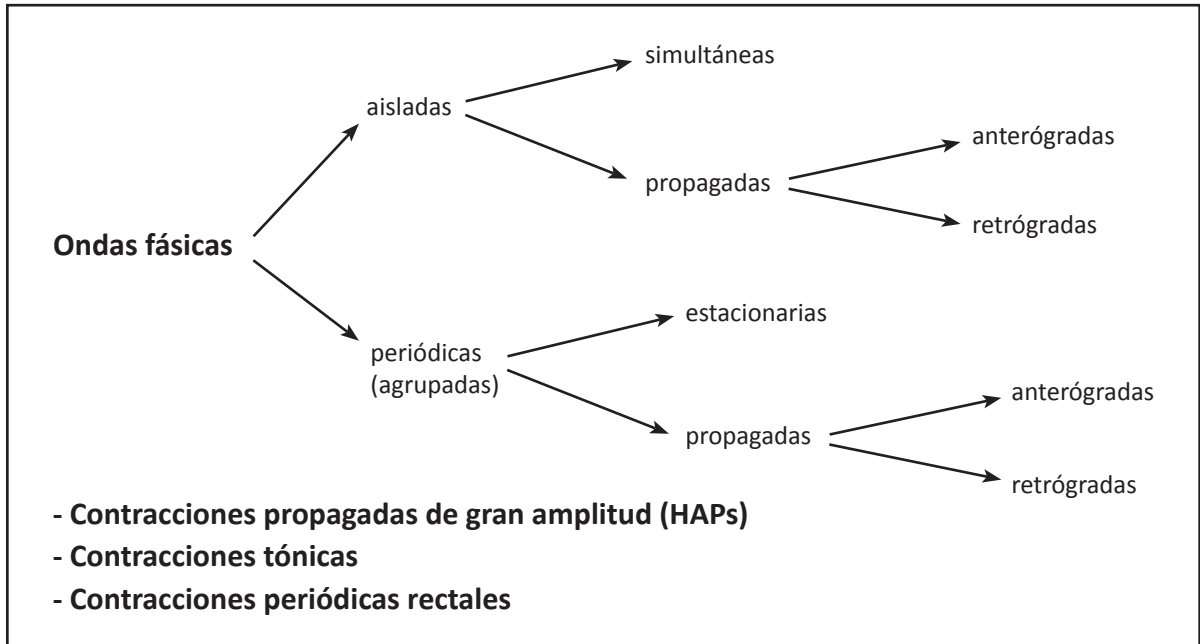 simultáneas
aisladas
anterógradas
propagadas
retrógradas
Ondas fásicas
estacionarias
periódicas
(agrupadas)
anterógradas
propagadas
retrógradas
- Contracciones propagadas de gran amplitud (HAPs)
- Contracciones tónicas
- Contracciones periódicas rectales